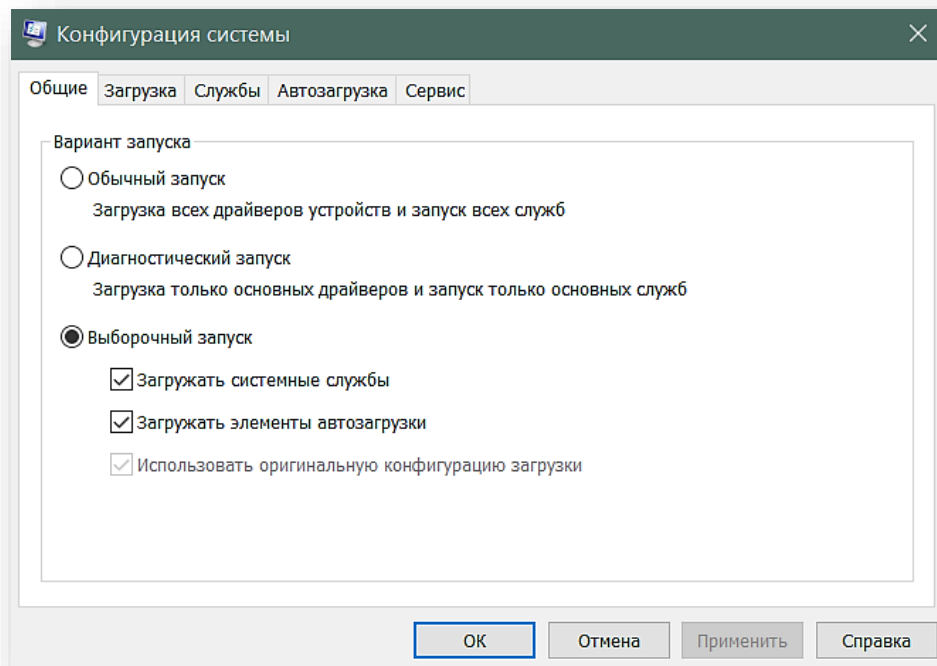 Конфигурация системы
Общие Загрузка Службы Автозагрузка Сервис
Вариант запуска
Обычный запуск
Загрузка всех драйверов устройств и запуск всех служб
Диагностический запуск
Загрузка только основных драйверов и запуск только основных служб
Выборочный запуск
Загружать системные службы
Загружать элементы автозагрузки
Использовать оригинальную конфигурацию загрузки
ОК Отмена Применить Справка